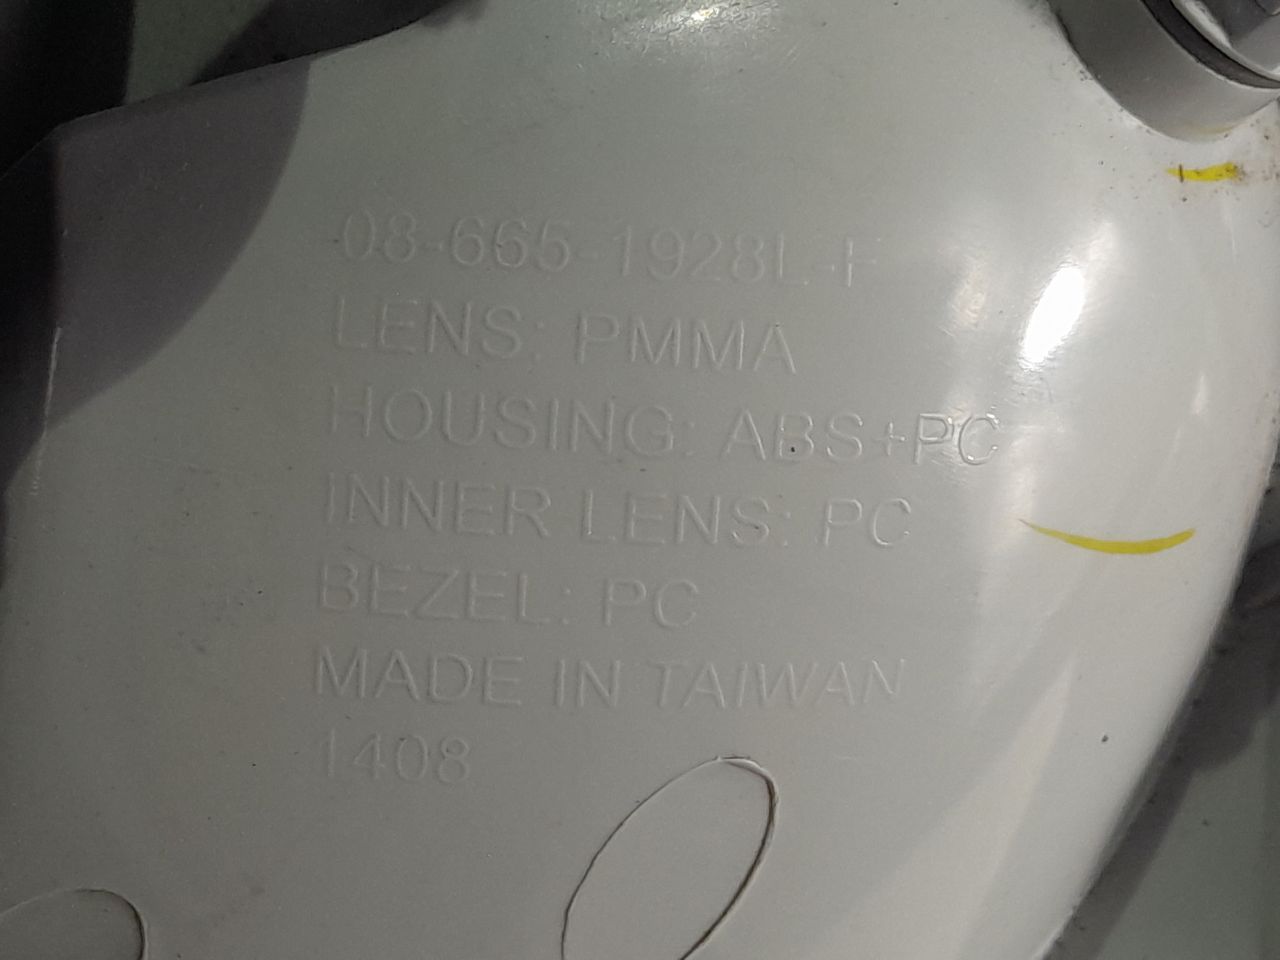 08-665-1928L-F
LENS: PMMA
HOUSING: ABS+PC
INNER LENS: PC
BEZEL: PC
MADE IN TAIWAN
1408